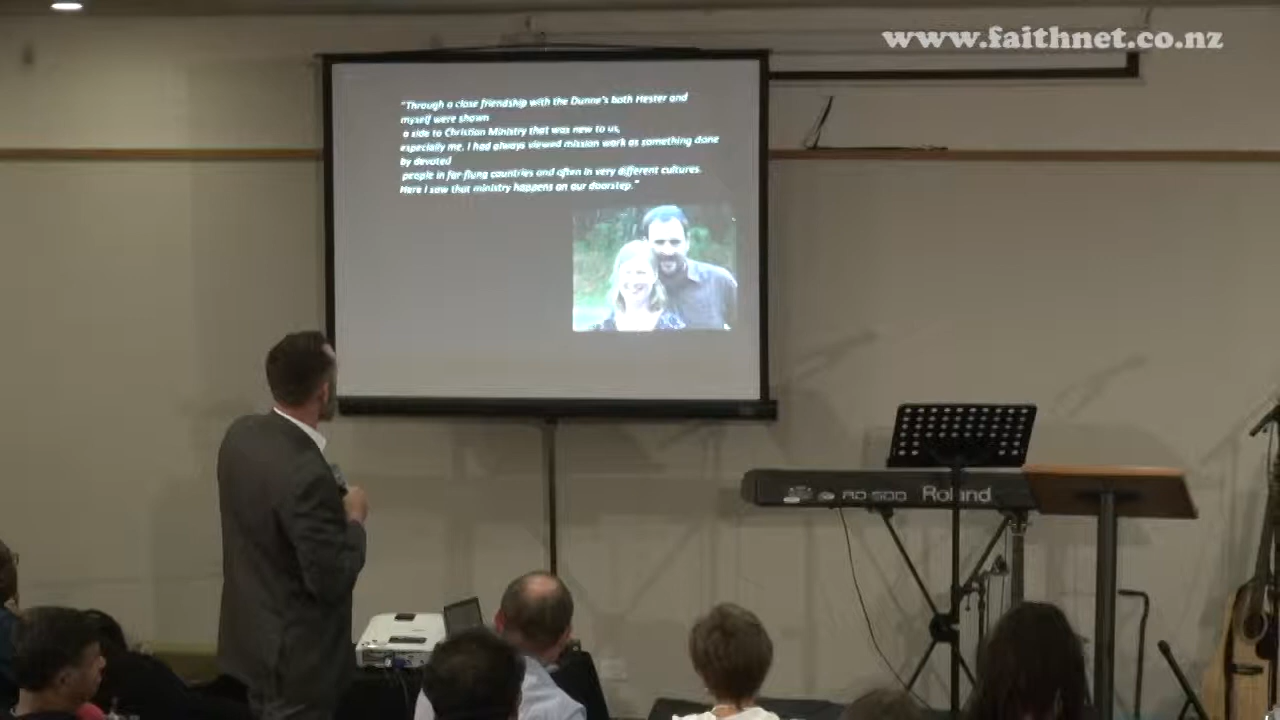 www.faithnet.co.nz
"Through a close friendship with the Dunne's both Hester and
myself were shown
a side to Christian Ministry that was new to us,
especially me. I had always viewed mission work as something done
by devoted
people in far flung countries and often in very different cultures.
Here I saw that ministry happens on our doorstep."
RD-500 Roland